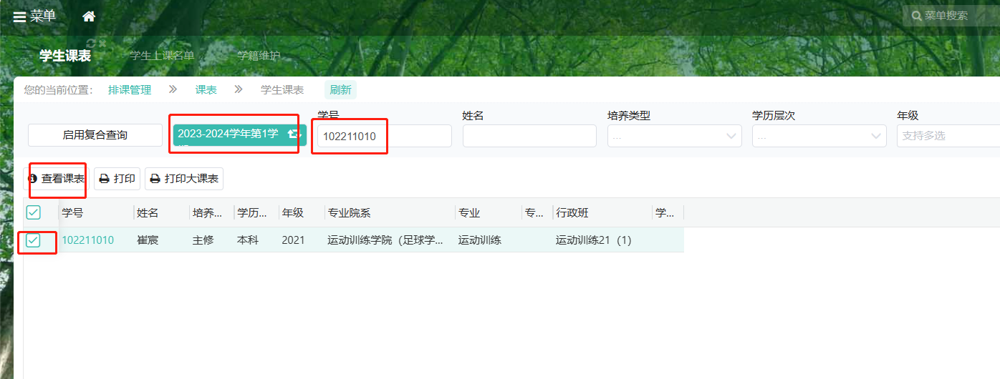 菜单
菜单搜索
学生课表 学生上课名单 学籍维护
您的当前位置: 排课管理 课表 学生课表 刷新
学号 姓名 培养类型 学历层次 年级
启用复合查询 2023-2024学年第1学 102211010 ... ... 支持多选
查看课表 打印 打印大课表
学号 姓名 培养... 学历... 年级 专业院系 专业 专... 行政班 学...
102211010 崔宸 主修 本科 2021 运动训练学院（足球学... 运动训练 运动训练21（1）